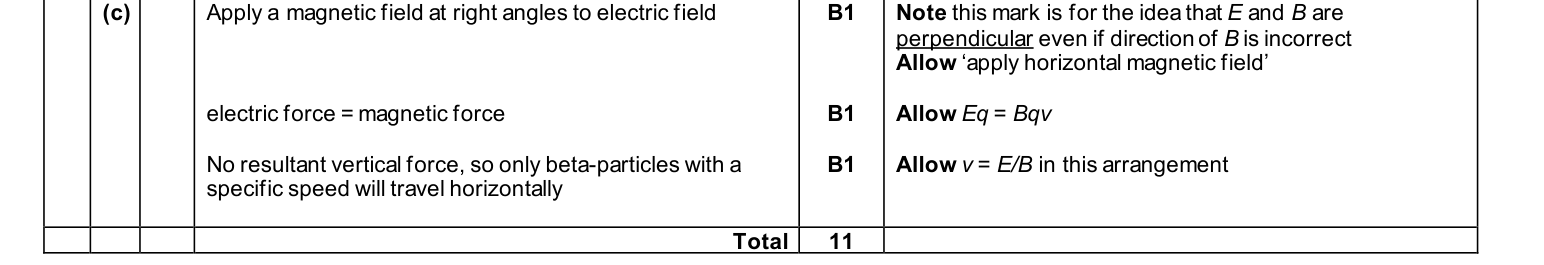 (c) Apply a magnetic field at right angles to electric field B1 Note this mark is for the idea that E and B are
perpendicular even if direction of B is incorrect
Allow ‘apply horizontal magnetic field’
electric force = magnetic force B1 Allow Eq = Bqv
No resultant vertical force, so only beta-particles with a B1 Allow v = E/B in this arrangement
specific speed will travel horizontally
Total 11